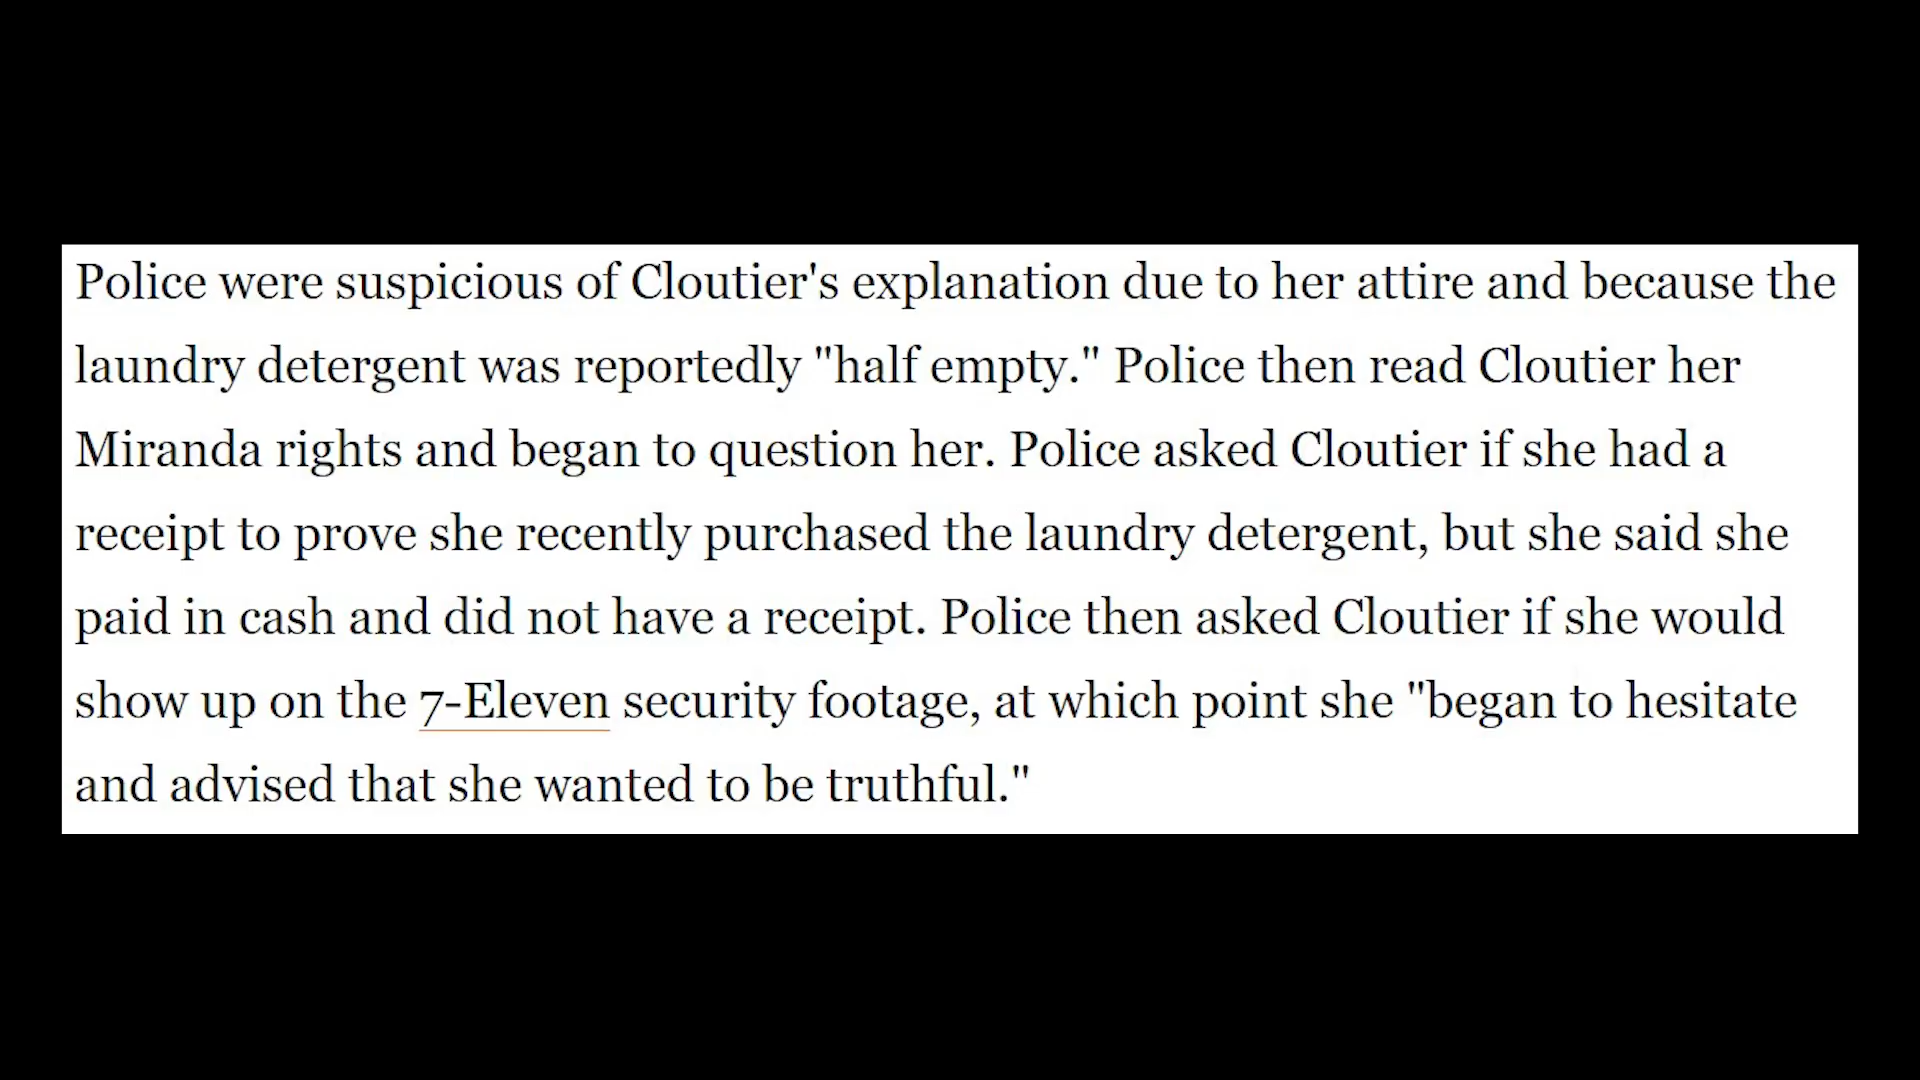 Police were suspicious of Cloutier's explanation due to her attire and because the
laundry detergent was reportedly "half empty." Police then read Cloutier her
Miranda rights and began to question her. Police asked Cloutier if she had a
receipt to prove she recently purchased the laundry detergent, but she said she
paid in cash and did not have a receipt. Police then asked Cloutier if she would
show up on the 7-Eleven security footage, at which point she "began to hesitate
and advised that she wanted to be truthful."